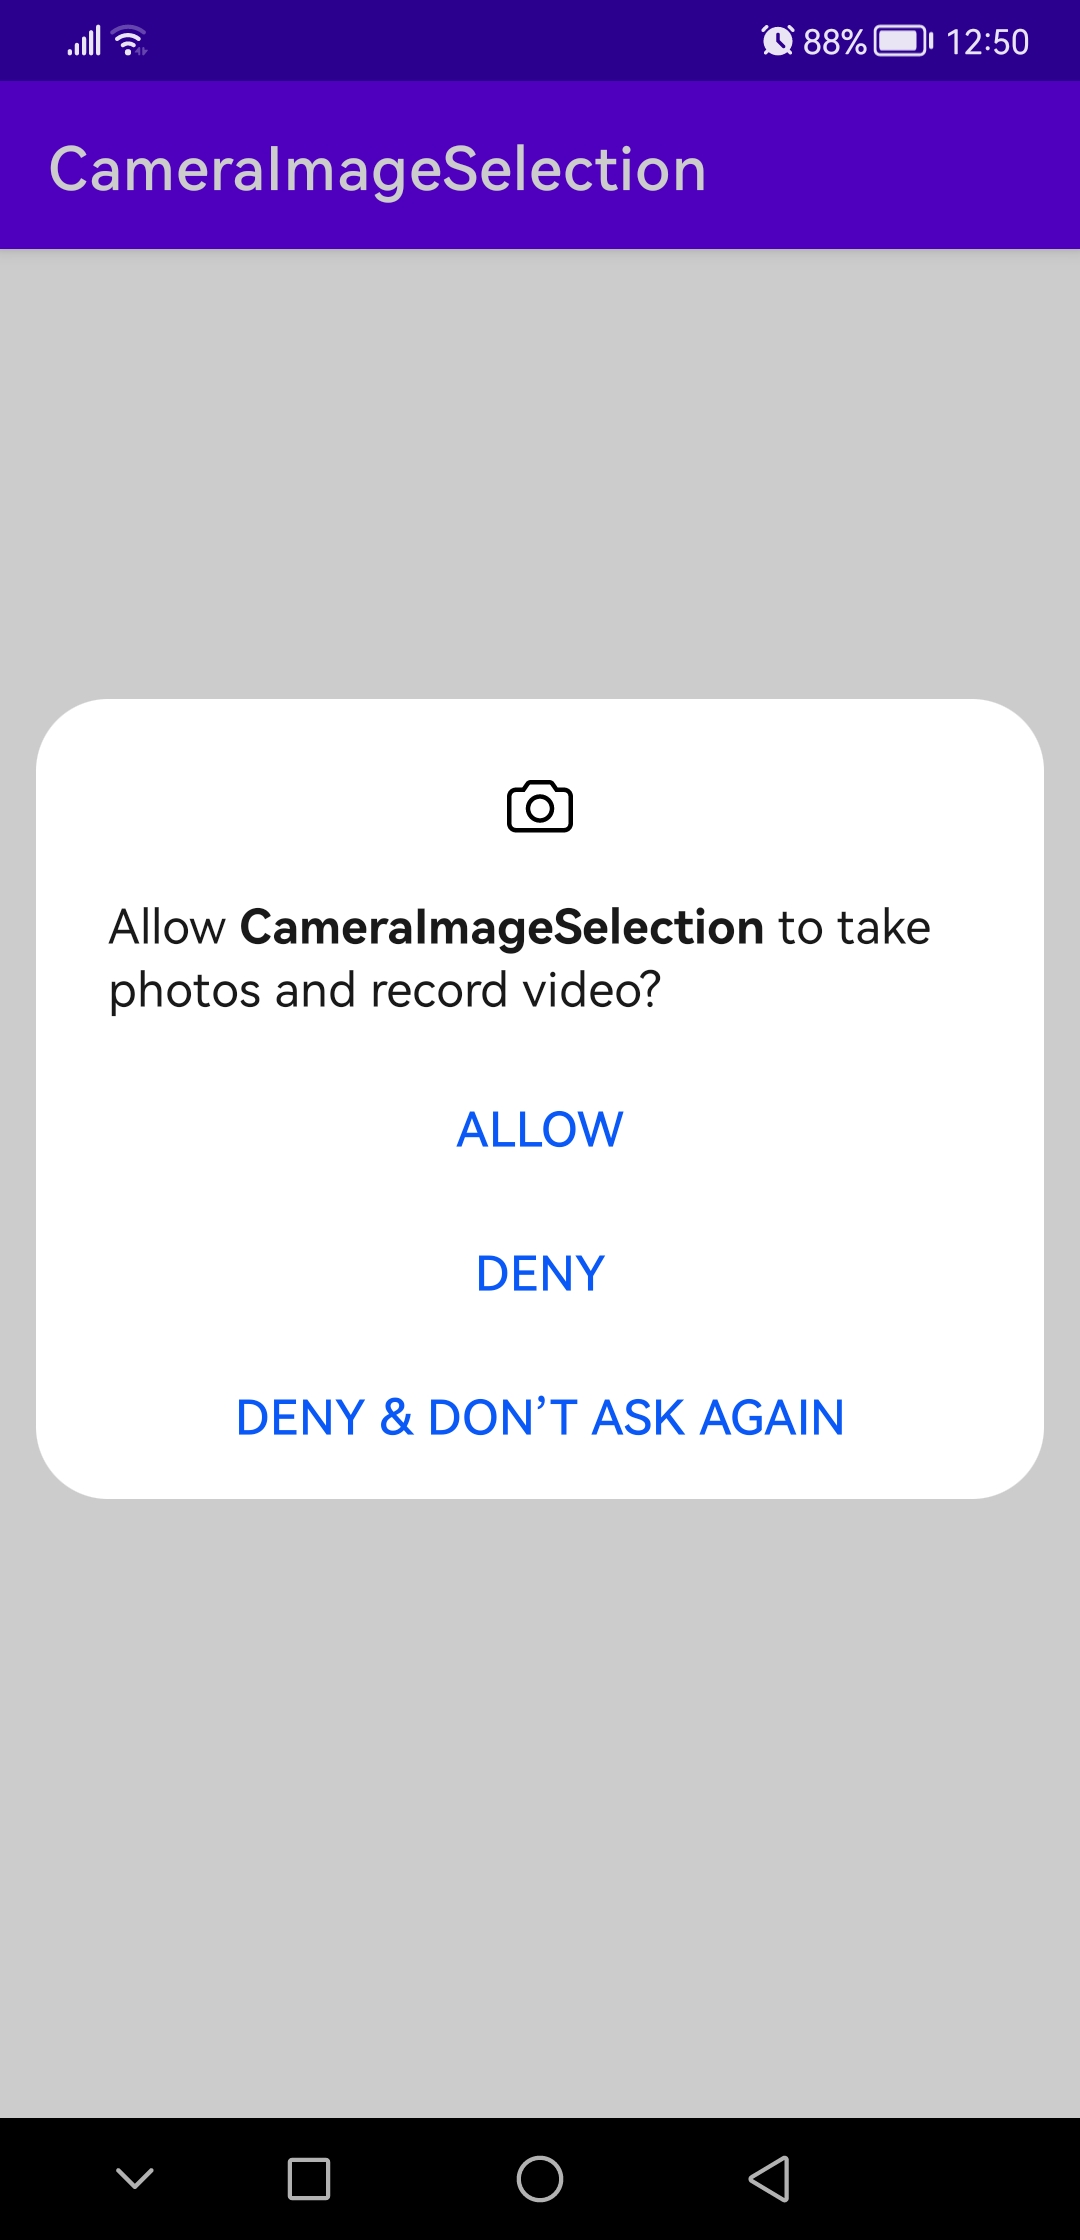 88% 12:50
CameraImageSelection
Allow CameraImageSelection to take
photos and record video?
ALLOW
DENY
DENY & DON’T ASK AGAIN